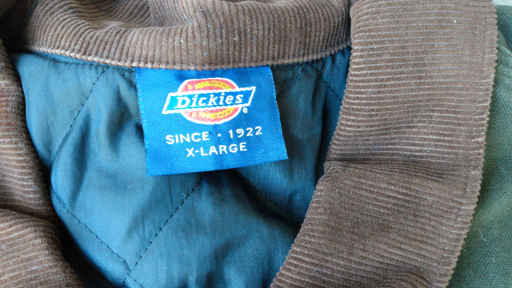 Dickies
SINCE · 1922
X-LARGE